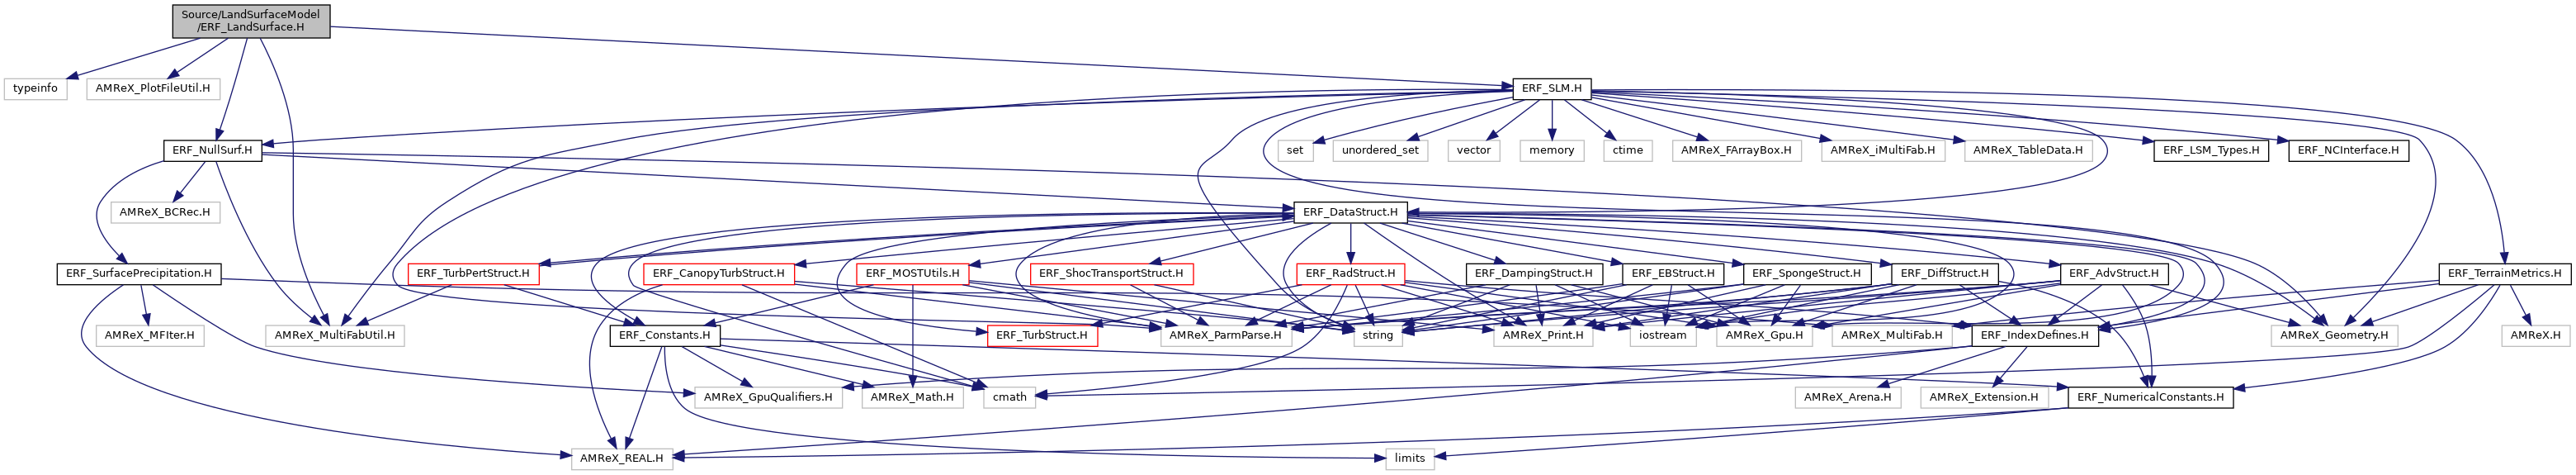 Source/LandSurfaceModel
/ERF_LandSurface.H
typeinfo
AMReX_PlotFileUtil.H
ERF_SLM.H
ERF_NullSurf.H
set
unordered_set
vector
memory
ctime
AMReX_FArrayBox.H
AMReX_iMultiFab.H
AMReX_TableData.H
ERF_LSM_Types.H
ERF_NCInterface.H
AMReX_BCRec.H
ERF_DataStruct.H
ERF_SurfacePrecipitation.H
ERF_TurbPertStruct.H
ERF_CanopyTurbStruct.H
ERF_MOSTUtils.H
ERF_ShocTransportStruct.H
ERF_RadStruct.H
ERF_DampingStruct.H
ERF_EBStruct.H
ERF_SpongeStruct.H
ERF_DiffStruct.H
ERF_AdvStruct.H
ERF_TerrainMetrics.H
AMReX_MFIter.H
AMReX_MultiFabUtil.H
ERF_Constants.H
ERF_TurbStruct.H
AMReX_ParmParse.H
string
AMReX_Print.H
iostream
AMReX_Gpu.H
AMReX_MultiFab.H
ERF_IndexDefines.H
AMReX_Geometry.H
AMReX.H
AMReX_GpuQualifiers.H
AMReX_Math.H
cmath
AMReX_Arena.H
AMReX_Extension.H
ERF_NumericalConstants.H
AMReX_REAL.H
limits